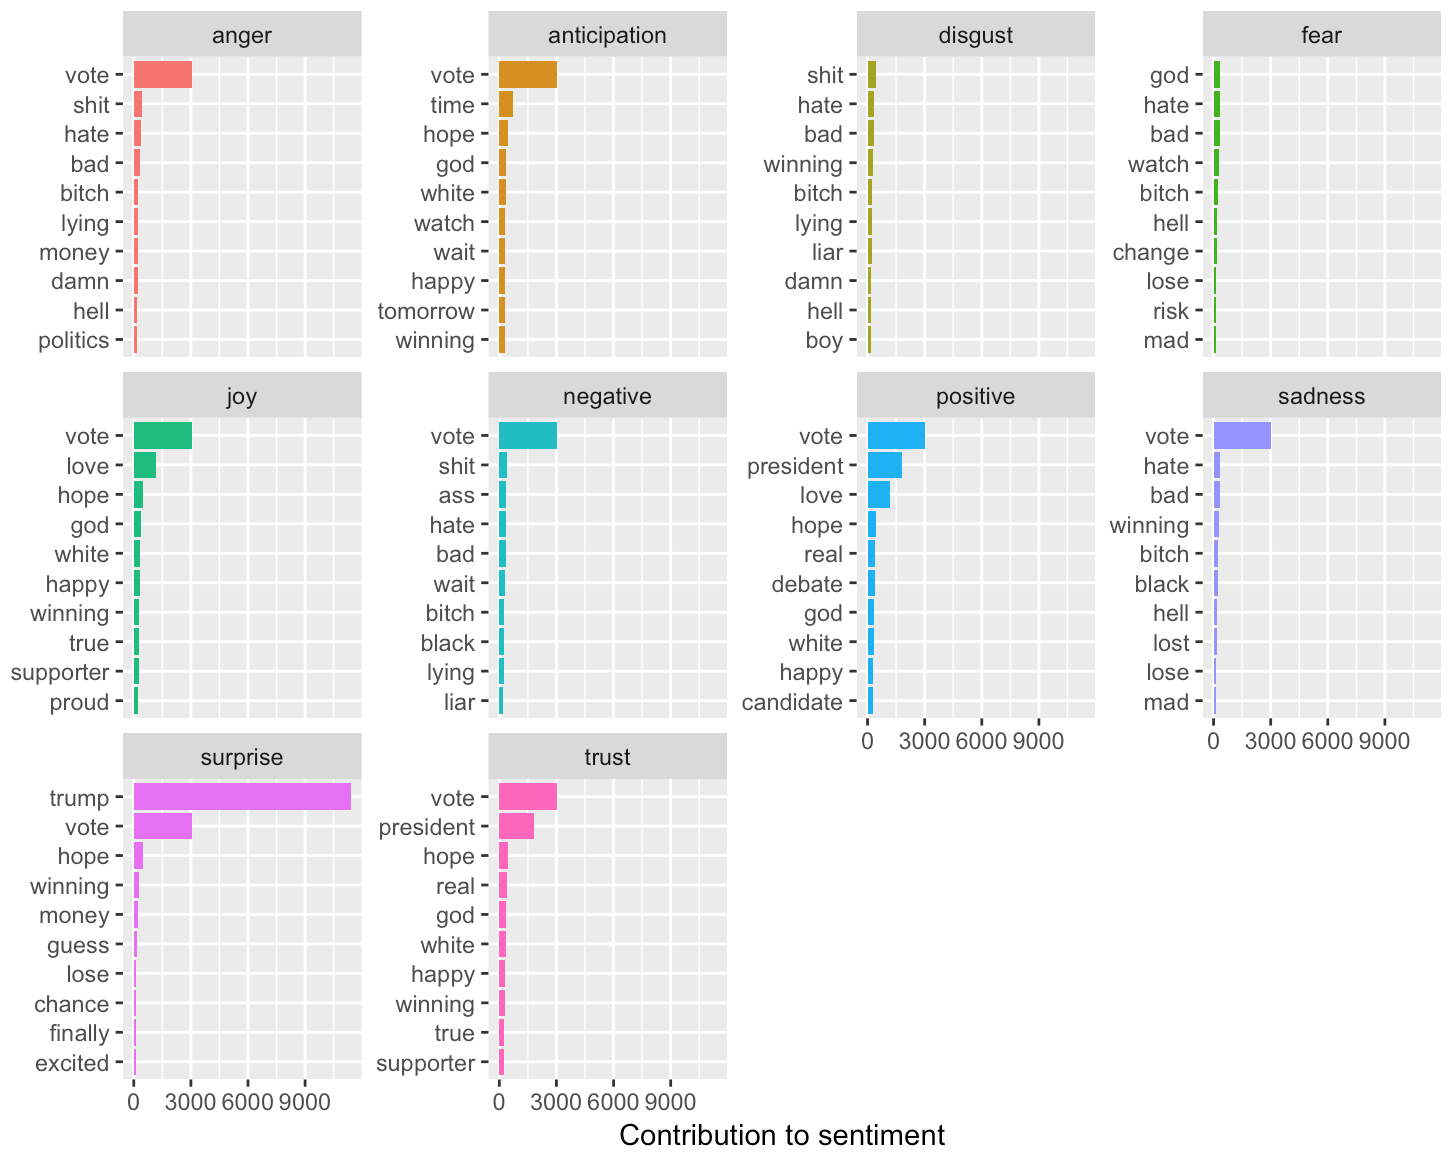 anger
vote
shit
hate
bad
bitch
lying
money
damn
hell
politics
anticipation
vote
time
hope
god
white
watch
wait
happy
tomorrow
winning
disgust
shit
hate
bad
winning
bitch
lying
liar
damn
hell
boy
fear
god
hate
bad
watch
bitch
hell
change
lose
risk
mad
joy
vote
love
hope
god
white
happy
winning
true
supporter
proud
negative
vote
shit
ass
hate
bad
wait
bitch
black
lying
liar
positive
vote
president
love
hope
real
debate
god
white
happy
candidate
0 3000 6000 9000
sadness
vote
hate
bad
winning
bitch
black
hell
lost
lose
mad
0 3000 6000 9000
surprise
trump
vote
hope
winning
money
guess
lose
chance
finally
excited
0 3000 6000 9000
trust
vote
president
hope
real
god
white
happy
winning
true
supporter
0 3000 6000 9000
Contribution to sentiment